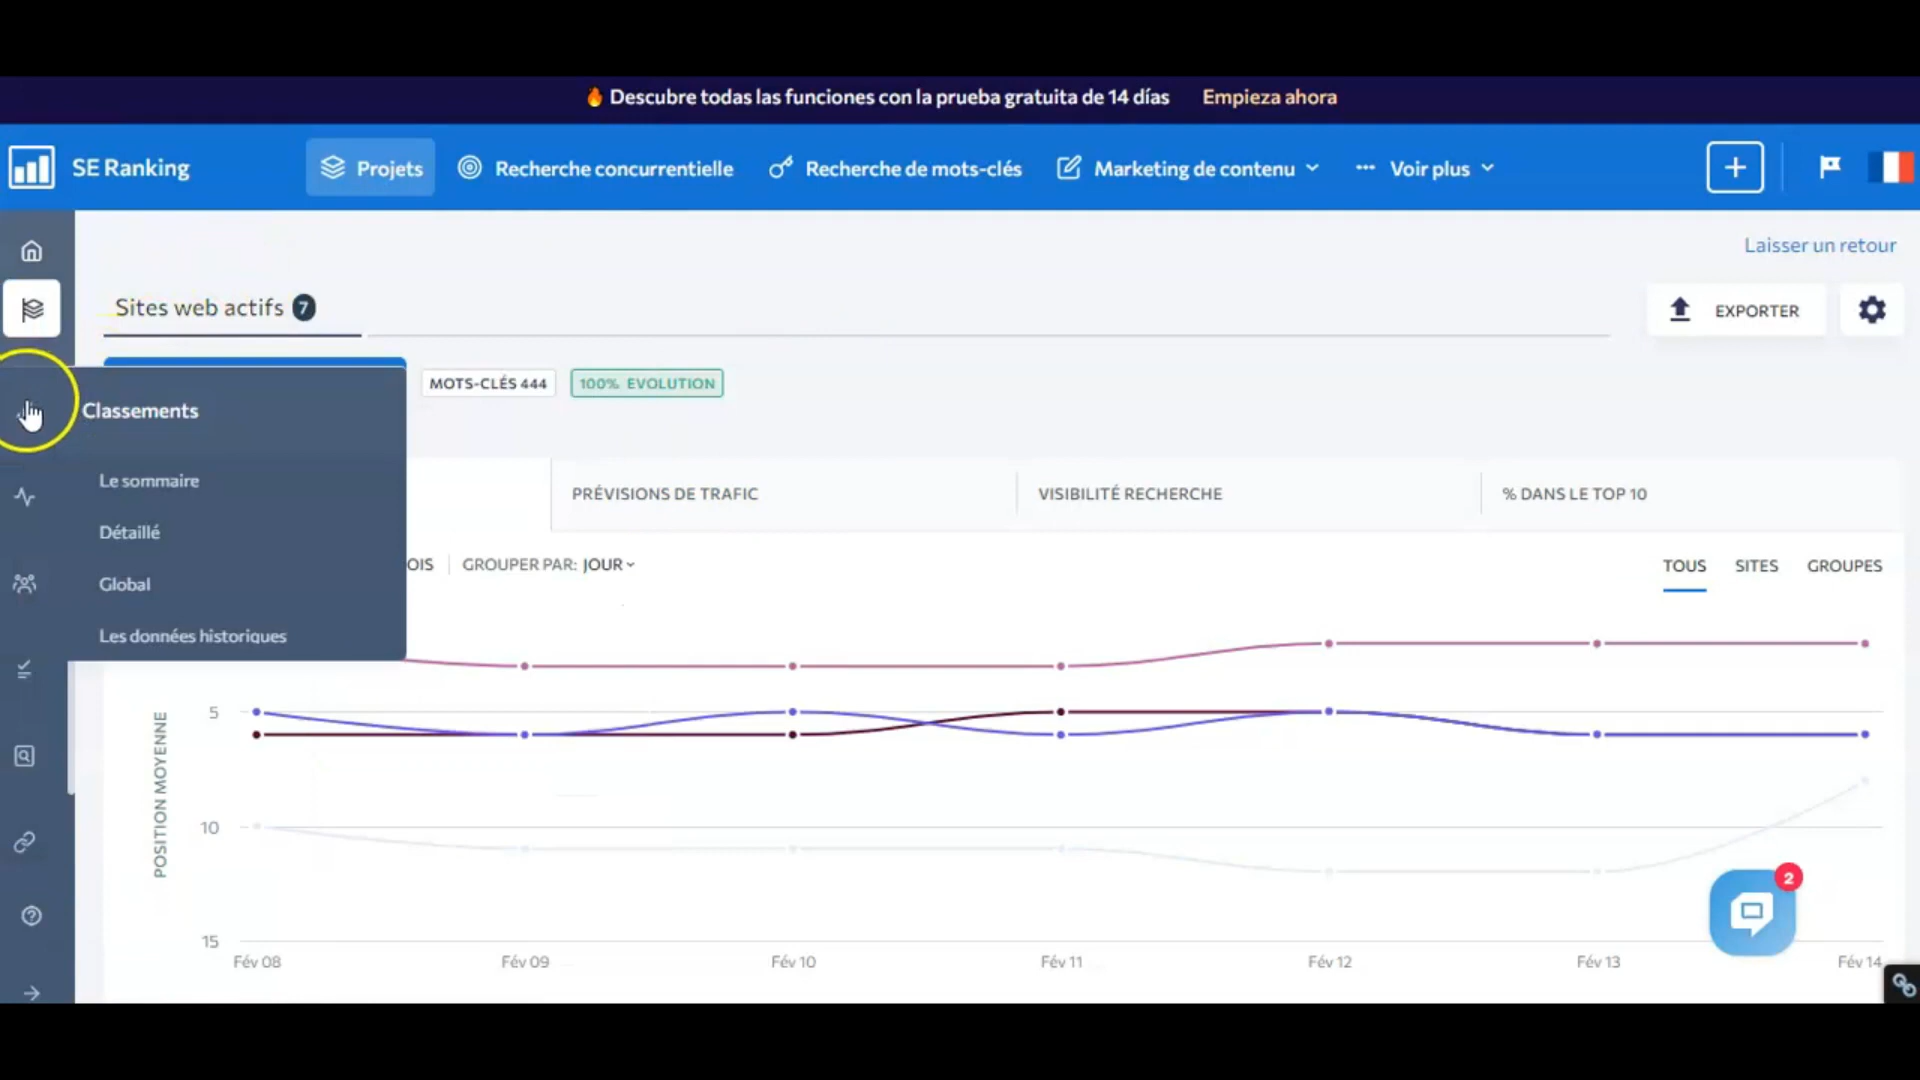 Descubre todas las funciones con la prueba gratuita de 14 días Empieza ahora
SE Ranking Projets Recherche concurrentielle Recherche de mots-clés Marketing de contenu Voir plus
Laisser un retour
Sites web actifs 7
EXPORTER
MOTS-CLÉS 444 100% EVOLUTION
Classements
Le sommaire
Détaillé
Global
Les données historiques
PRÉVISIONS DE TRAFIC VISIBILITÉ RECHERCHE % DANS LE TOP 10
OIS GROUPER PAR: JOUR TOUS SITES GROUPES
POSITION MOYENNE
5
10
15
2
Fév 08 Fév 09 Fév 10 Fév 11 Fév 12 Fév 13 Fév 14